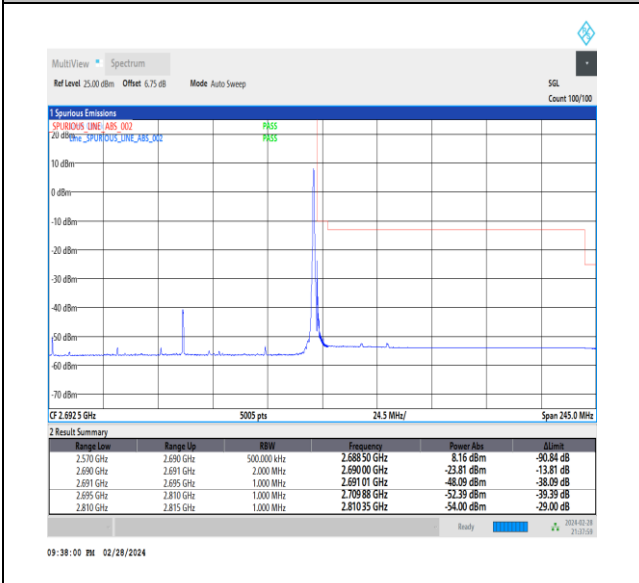 MultiView Spectrum
Ref Level 25.00 dBm Offset 6.75 dB Mode Auto Sweep SGL
Count 100/100
1 Spurious Emissions
SPURIOUS_LINE_ABS_002 PASS
20 dBm
Line _SPURIOUS_LINE_ABS_002 PASS
10 dBm
0 dBm
-10 dBm
-20 dBm
-30 dBm
-40 dBm
-50 dBm
-60 dBm
-70 dBm
CF 2.6925 GHz 5005 pts 24.5 MHz/ Span 245.0 MHz
2 Result Summary
Range Low Range Up RBW Frequency Power Abs ΔLimit
2.570 GHz 2.690 GHz 500.000 kHz 2.688 50 GHz 8.16 dBm -90.84 dB
2.690 GHz 2.691 GHz 2.000 MHz 2.690 00 GHz -23.81 dBm -13.81 dB
2.691 GHz 2.695 GHz 1.000 MHz 2.691 01 GHz -48.09 dBm -38.09 dB
2.695 GHz 2.810 GHz 1.000 MHz 2.709 88 GHz -52.39 dBm -39.39 dB
2.810 GHz 2.815 GHz 1.000 MHz 2.810 35 GHz -54.00 dBm -29.00 dB
Ready 2024-02-28
21:37:59
09:38:00 PM 02/28/2024